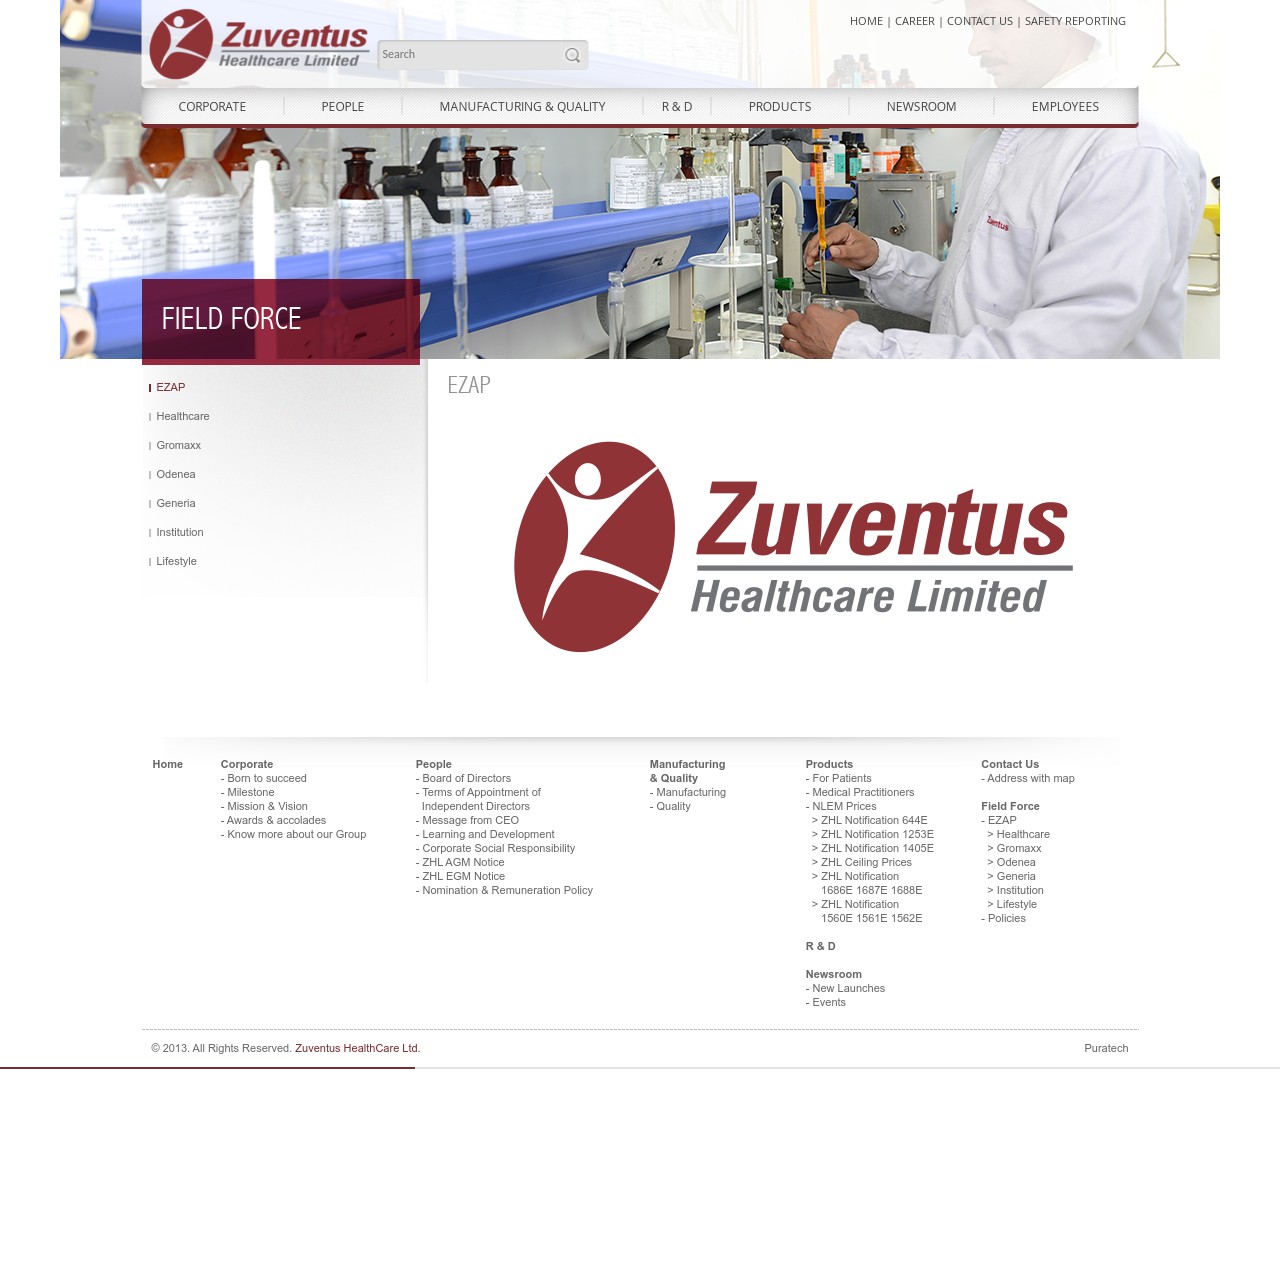 Zuventus
Healthcare Limited
Search
HOME | CAREER | CONTACT US | SAFETY REPORTING
CORPORATE
PEOPLE
MANUFACTURING & QUALITY
R & D
PRODUCTS
NEWSROOM
EMPLOYEES
Zuventus
FIELD FORCE
EZAP
Healthcare
Gromaxx
Odenea
Generia
Institution
Lifestyle
EZAP
Zuventus
Healthcare Limited
Home
Corporate
- Born to succeed
- Milestone
- Mission & Vision
- Awards & accolades
- Know more about our Group
People
- Board of Directors
- Terms of Appointment of
Independent Directors
- Message from CEO
- Learning and Development
- Corporate Social Responsibility
- ZHL AGM Notice
- ZHL EGM Notice
- Nomination & Remuneration Policy
Manufacturing
& Quality
- Manufacturing
- Quality
Products
- For Patients
- Medical Practitioners
- NLEM Prices
> ZHL Notification 644E
> ZHL Notification 1253E
> ZHL Notification 1405E
> ZHL Ceiling Prices
> ZHL Notification
1686E 1687E 1688E
> ZHL Notification
1560E 1561E 1562E
R & D
Newsroom
- New Launches
- Events
Contact Us
- Address with map
Field Force
- EZAP
> Healthcare
> Gromaxx
> Odenea
> Generia
> Institution
> Lifestyle
- Policies
© 2013. All Rights Reserved. Zuventus HealthCare Ltd.
Puratech